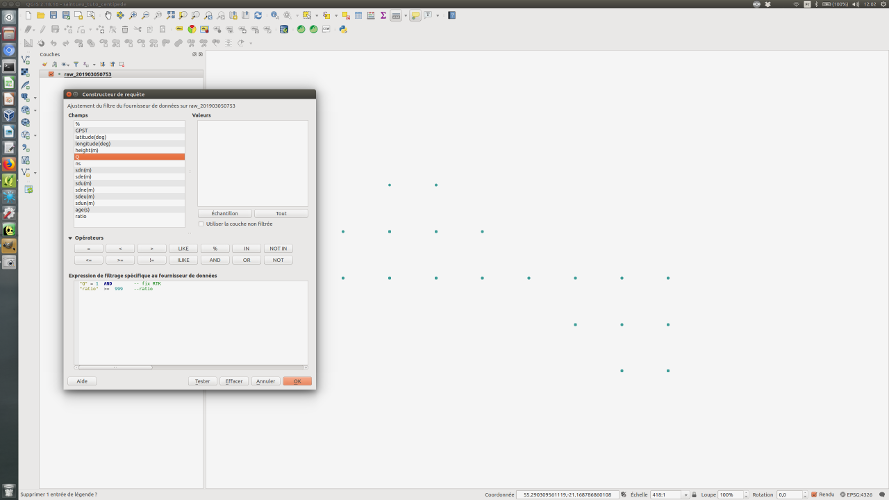 12:02
Couches
raw_201903050753
Constructeur de requête
Ajustement du filtre du fournisseur de données sur raw_201903050753
Champs
Valeurs
%
GPST
latitude(deg)
longitude(deg)
height(m)
Q
ns
sdn(m)
sde(m)
sdu(m)
sdne(m)
sdeu(m)
sdun(m)
age(s)
ratio
Échantillon
Tout
Utiliser la couche non filtrée
Opérateurs
= < > LIKE % IN NOT IN
<= >= != ILIKE AND OR NOT
Expression de filtrage spécifique au fournisseur de données
"Q" = 1 AND -- fix RTK
"ratio" >= 999 --ratio
Aide
Tester
Effacer
Annuler
OK
Supprimer 1 entrée de légende ?
Coordonnée
55,290309561119,-21,168786860108
Échelle
418:1
Loupe 100%
Rotation 0,0
Rendu
EPSG:4326